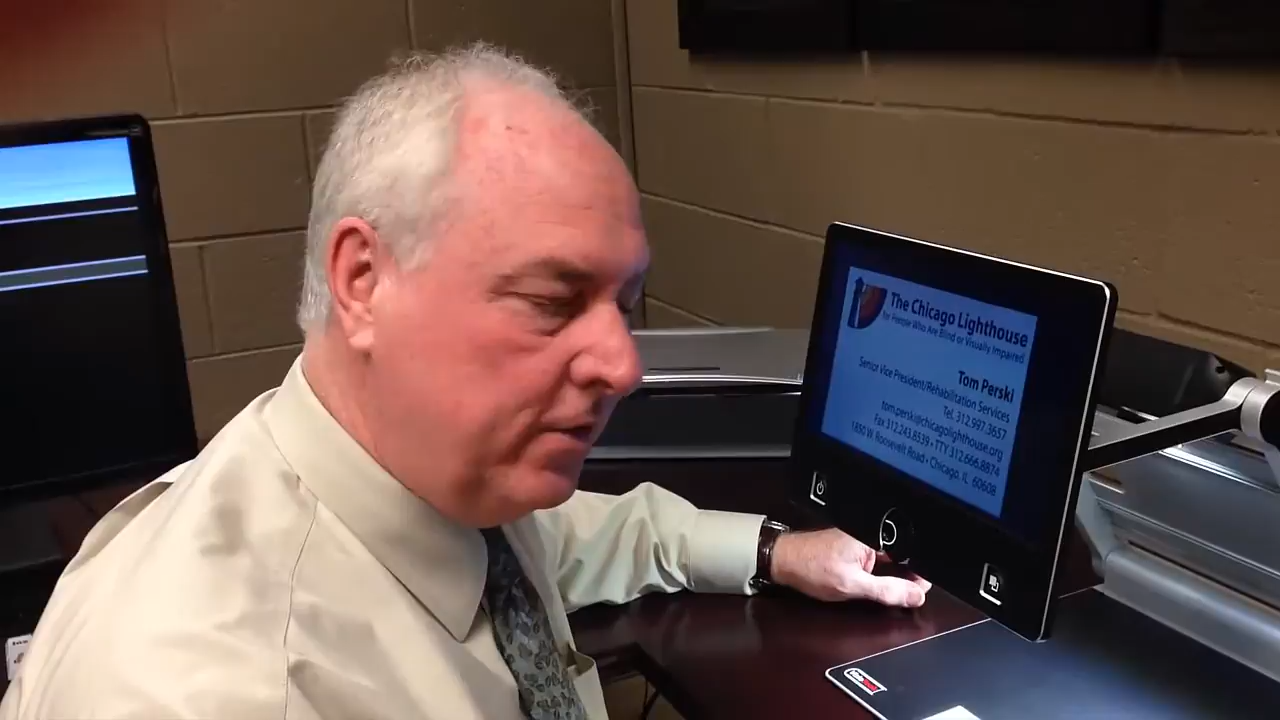 The Chicago Lighthouse
for People Who Are Blind or Visually Impaired
Tom Perski
Senior Vice President/Rehabilitation Services
Tel. 312.997.3657
tom.perski@chicagolighthouse.org
Fax 312.243.8539 • TTY 312.666.8874
1850 W. Roosevelt Road • Chicago, IL 60608